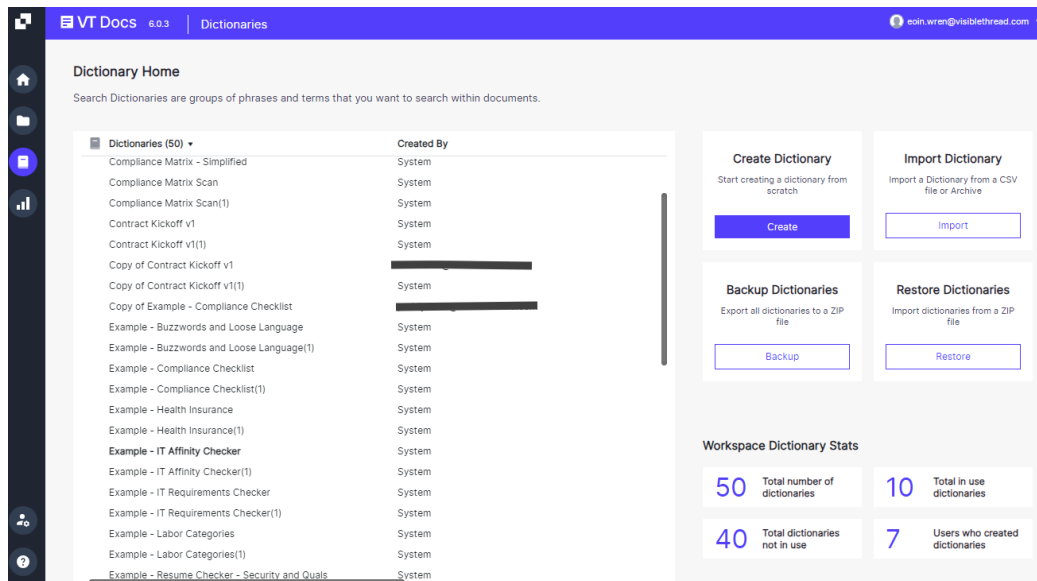 VT Docs 6.0.3 Dictionaries
eoin.wren@visiblethread.com
Dictionary Home
Search Dictionaries are groups of phrases and terms that you want to search within documents.
Dictionaries (50) Created By
Compliance Matrix - Simplified System
Compliance Matrix Scan System
Compliance Matrix Scan(1) System
Contract Kickoff v1 System
Contract Kickoff v1(1) System
Copy of Contract Kickoff v1
Copy of Contract Kickoff v1(1) System
Copy of Example - Compliance Checklist
Example - Buzzwords and Loose Language System
Example - Buzzwords and Loose Language(1) System
Example - Compliance Checklist System
Example - Compliance Checklist(1) System
Example - Health Insurance System
Example - Health Insurance(1) System
Example - IT Affinity Checker System
Example - IT Affinity Checker(1) System
Example - IT Requirements Checker System
Example - IT Requirements Checker(1) System
Example - Labor Categories System
Example - Labor Categories(1) System
Example - Resume Checker - Security and Quals System
Create Dictionary
Start creating a dictionary from
scratch
Create
Import Dictionary
Import a Dictionary from a CSV
file or Archive
Import
Backup Dictionaries
Export all dictionaries to a ZIP
file
Backup
Restore Dictionaries
Import dictionaries from a ZIP
file
Restore
Workspace Dictionary Stats
50 Total number of
dictionaries
10 Total in use
dictionaries
40 Total dictionaries
not in use
7 Users who created
dictionaries
?